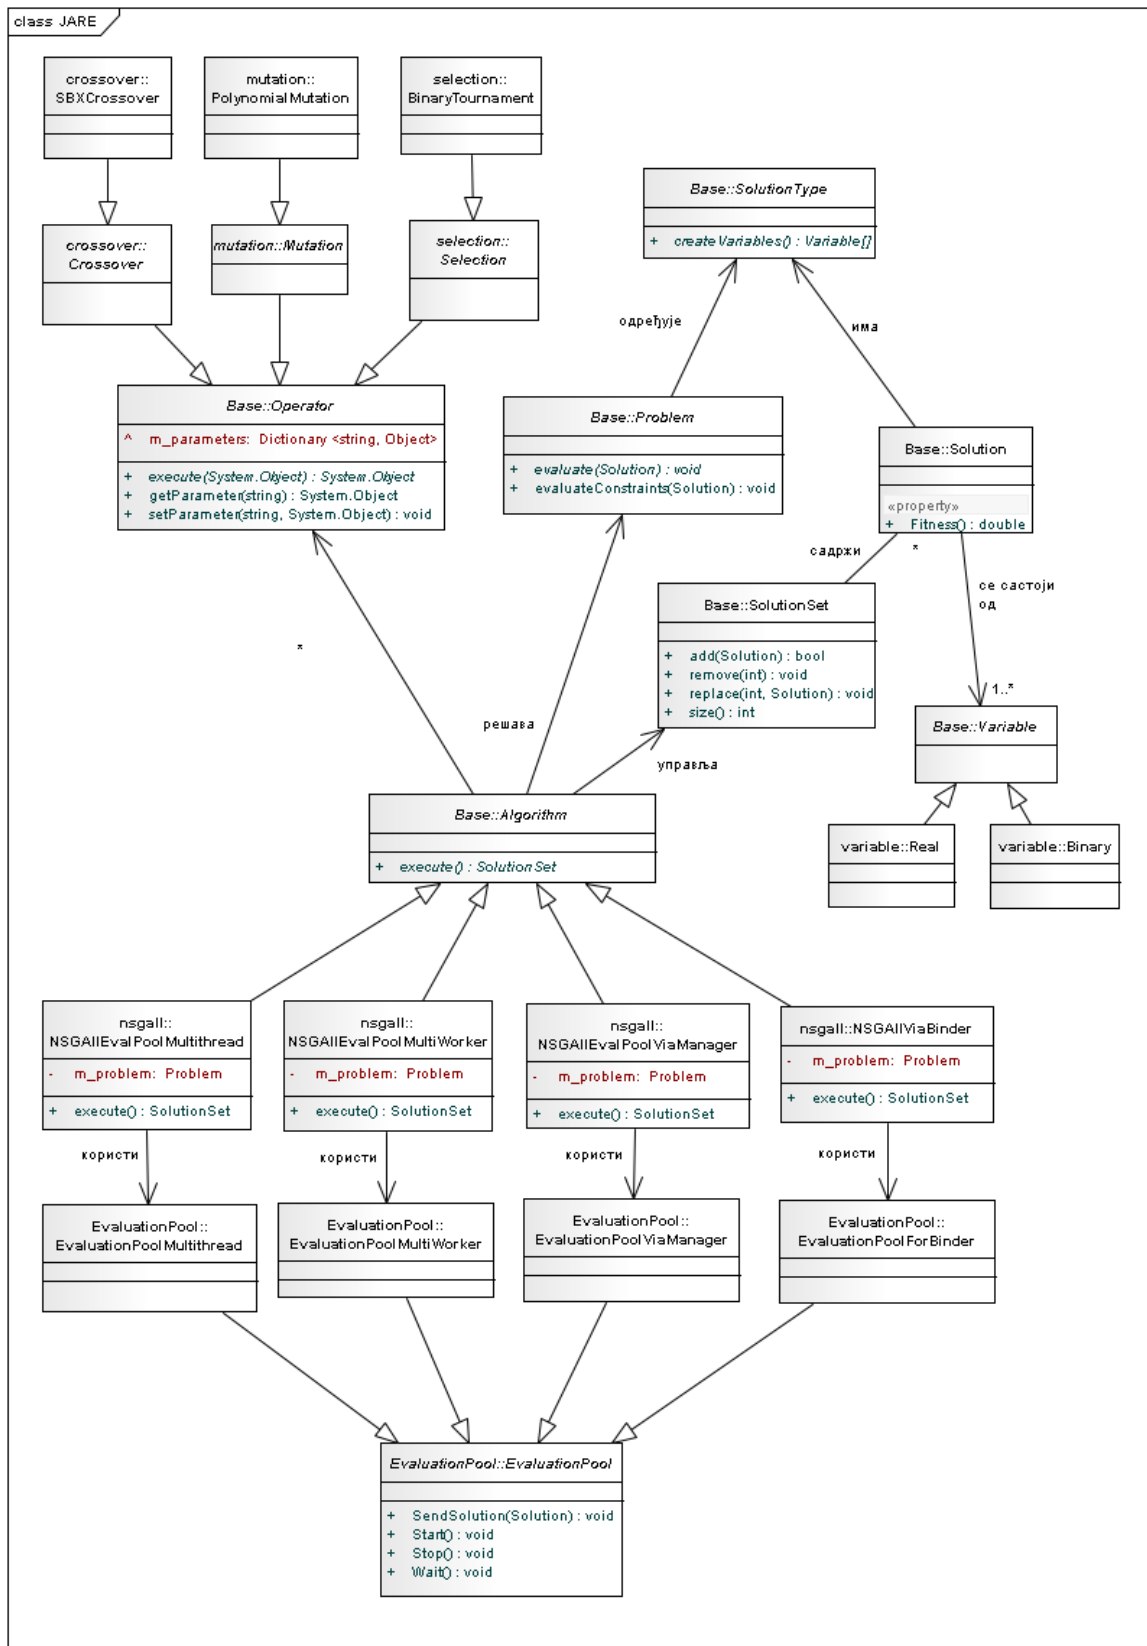 class JARE
crossover::
SBXCrossover
mutation::
PolynomialMutation
selection::
BinaryTournament
Base::SolutionType
+ createVariables() : Variable[]
crossover::
Crossover
mutation::Mutation
selection::
Selection
одређује
има
Base::Operator
^ m_parameters: Dictionary <string, Object>
+ execute(System.Object) : System.Object
+ getParameter(string) : System.Object
+ setParameter(string, System.Object) : void
Base::Problem
+ evaluate(Solution) : void
+ evaluateConstraints(Solution) : void
Base::Solution
«property»
+ Fitness() : double
садржи
*
се састоји
од
Base::SolutionSet
+ add(Solution) : bool
+ remove(int) : void
+ replace(int, Solution) : void
+ size() : int
*
решава
управља
1..*
Base::Variable
Base::Algorithm
+ execute() : SolutionSet
variable::Real
variable::Binary
nsgaII::
NSGAIIEvalPoolMultithread
- m_problem: Problem
+ execute() : SolutionSet
nsgaII::
NSGAIIEvalPoolMultiWorker
- m_problem: Problem
+ execute() : SolutionSet
nsgaII::
NSGAIIEvalPoolViaManager
- m_problem: Problem
+ execute() : SolutionSet
nsgaII::NSGAIIViaBinder
- m_problem: Problem
+ execute() : SolutionSet
користи
користи
користи
користи
EvaluationPool::
EvaluationPoolMultithread
EvaluationPool::
EvaluationPoolMultiWorker
EvaluationPool::
EvaluationPoolViaManager
EvaluationPool::
EvaluationPoolForBinder
EvaluationPool::EvaluationPool
+ SendSolution(Solution) : void
+ Start() : void
+ Stop() : void
+ Wait() : void